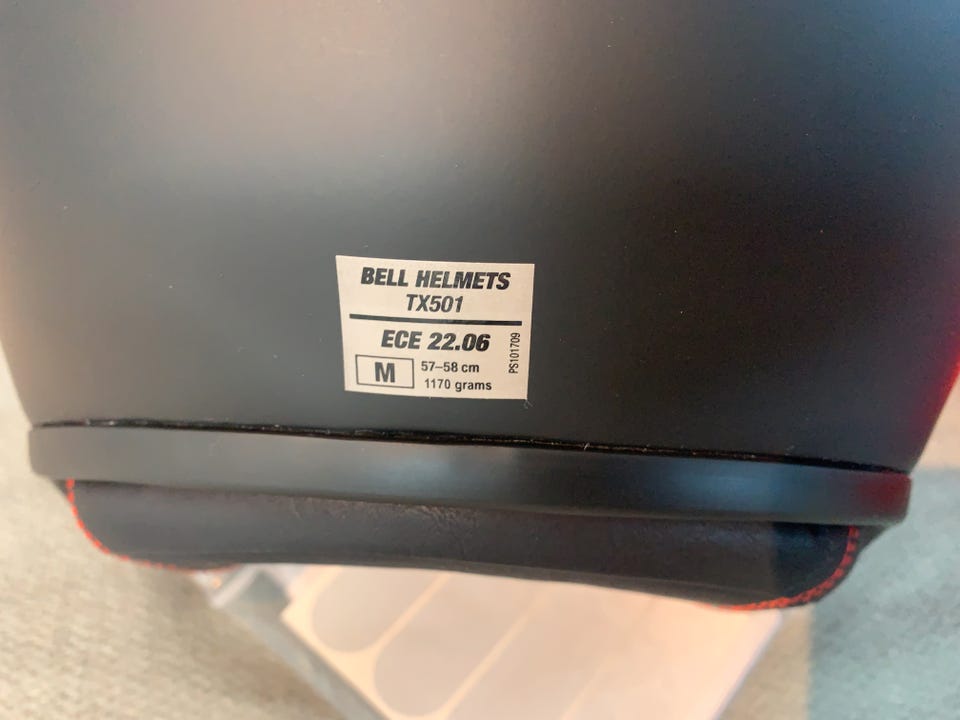 BELL HELMETS
TX501
ECE 22.06
M
57–58 cm
1170 grams
PS101709